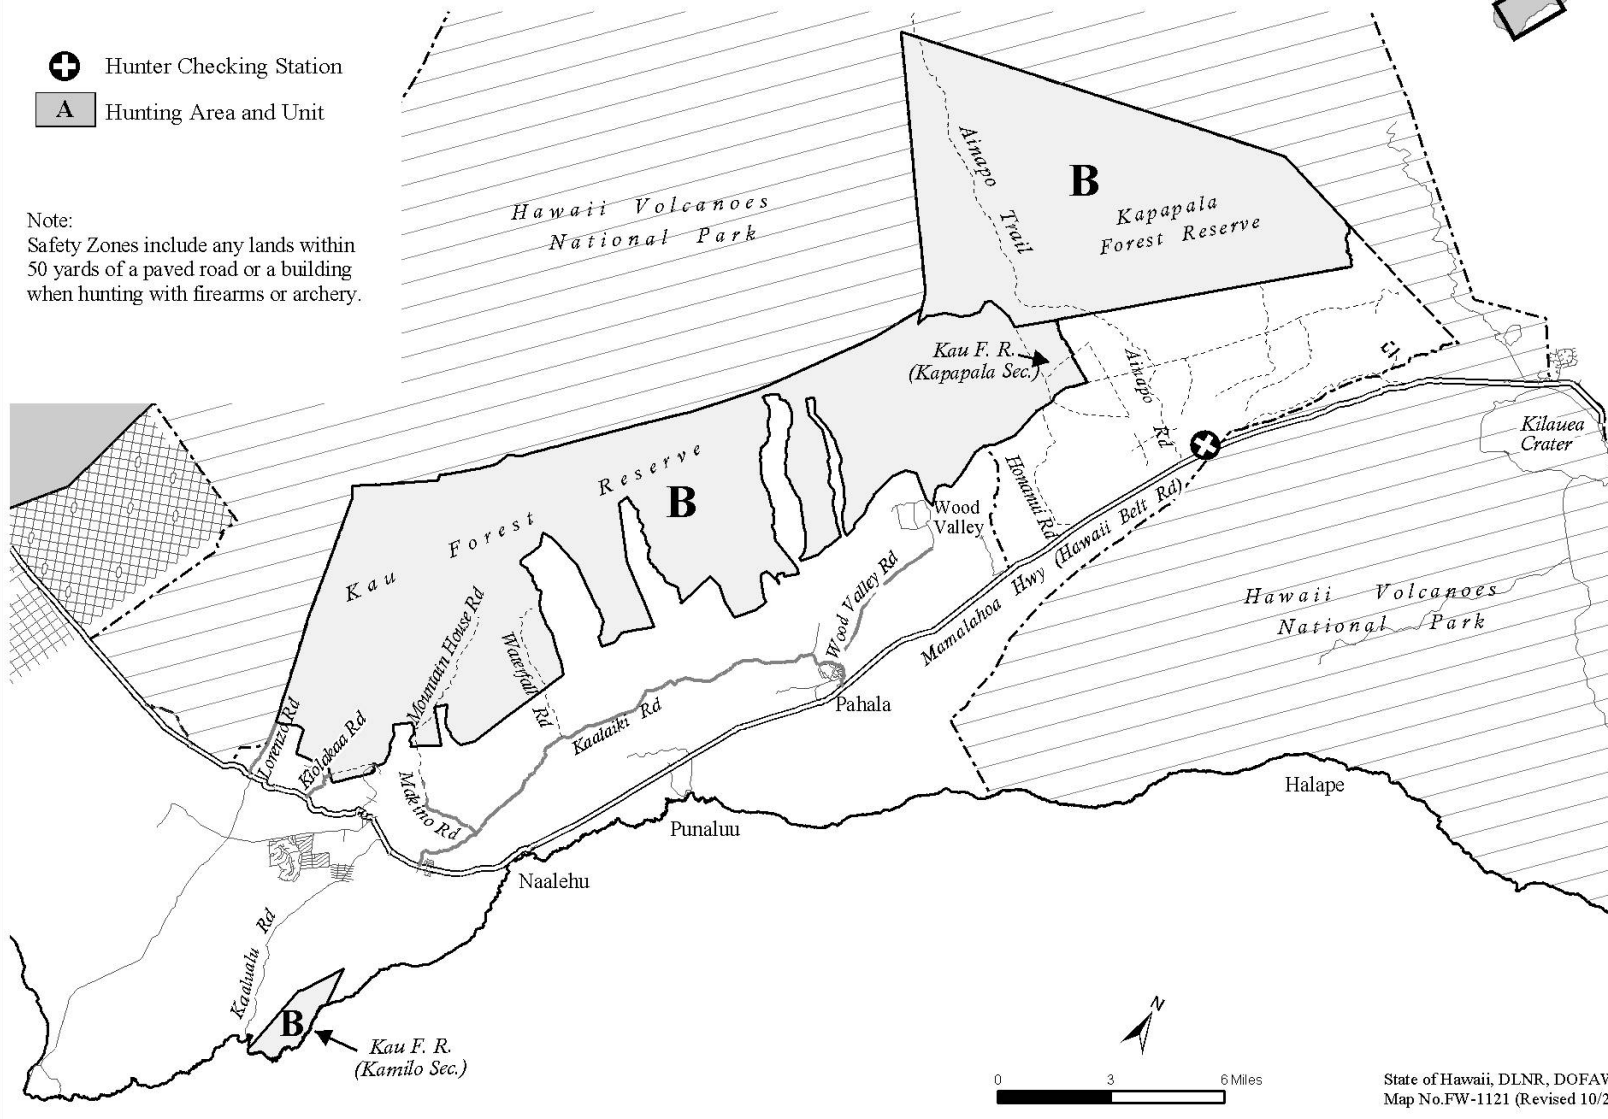 Hunter Checking Station
A Hunting Area and Unit
Note:
Safety Zones include any lands within
50 yards of a paved road or a building
when hunting with firearms or archery.
Hawaii Volcanoes
National Park
Ainapo
Trail
B
Kapapala
Forest Reserve
Kau F. R.
(Kapapala Sec.)
Ainapo
Rd
Kilauea
Crater
Kau Forest Reserve
B
Wood
Valley
Honanui Rd
Mamalahoa Hwy (Hawaii Belt Rd)
Hawaii Volcanoes
National Park
Wood Valley Rd
Mountain House Rd
Waterfall Rd
Lorenzo Rd
Kiolakaa Rd
Kaalaiki Rd
Pahala
Makino Rd
Halape
Punaluu
Naalehu
Kaalualu Rd
B
Kau F. R.
(Kamilo Sec.)
N
0 3 6 Miles
State of Hawaii, DLNR, DOFAW
Map No.FW-1121 (Revised 10/2